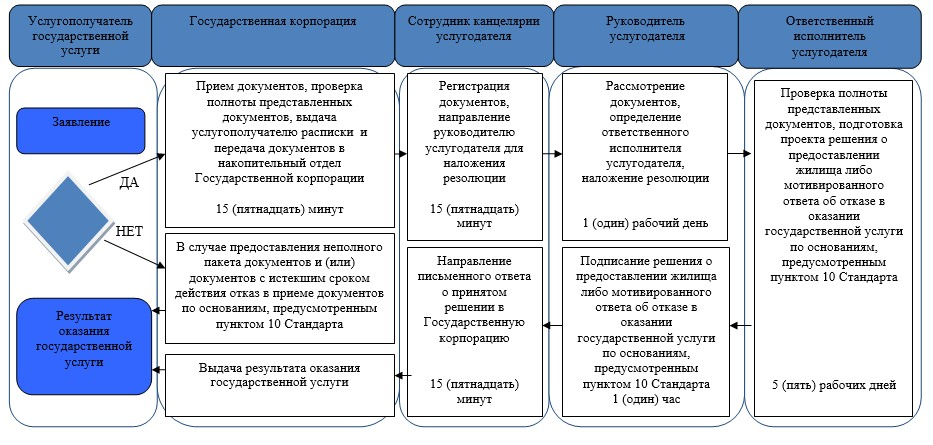 Услугополучатель
государственной
услуги
Государственная корпорация
Сотрудник канцелярии
услугодателя
Руководитель
услугодателя
Ответственный
исполнитель
услугодателя
Заявление
ДА
НЕТ
Результат
оказания
государственной
услуги
Прием документов, проверка
полноты представленных
документов, выдача
услугополучателю расписки и
передача документов в
накопительный отдел
Государственной корпорации
15 (пятнадцать) минут
В случае предоставления неполного
пакета документов и (или)
документов с истекшим сроком
действия отказ в приеме документов
по основаниям, предусмотренным
пунктом 10 Стандарта
Выдача результата оказания
государственной услуги
Регистрация
документов,
направление
руководителю
услугодателя для
наложения
резолюции
15 (пятнадцать)
минут
Направление
письменного ответа
о принятом
решении в
Государственную
корпорацию
15 (пятнадцать)
минут
Рассмотрение
документов,
определение
ответственного
исполнителя
услугодателя,
наложение резолюции
1 (один) рабочий день
Подписание решения о
предоставлении жилища
либо мотивированного
ответа об отказе в
оказании
государственной услуги
по основаниям,
предусмотренным
пунктом 10 Стандарта
1 (один) час
Проверка полноты
представленных
документов, подготовка
проекта решения о
предоставлении
жилища либо
мотивированного
ответа об отказе в
оказании
государственной услуги
по основаниям,
предусмотренным
пунктом 10 Стандарта
5 (пять) рабочих дней